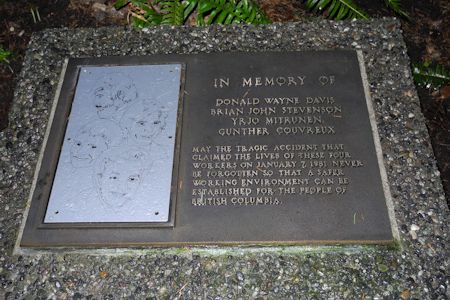 IN MEMORY OF
DONALD WAYNE DAVIS
BRIAN JOHN STEVENSON
YRJO MITRUNEN
GUNTHER COUVREUX
MAY THE TRAGIC ACCIDENT THAT
CLAIMED THE LIVES OF THESE FOUR
WORKERS ON JANUARY 7, 1981, NEVER
BE FORGOTTEN SO THAT A SAFER
WORKING ENVIRONMENT CAN BE
ESTABLISHED FOR THE PEOPLE OF
BRITISH COLUMBIA.